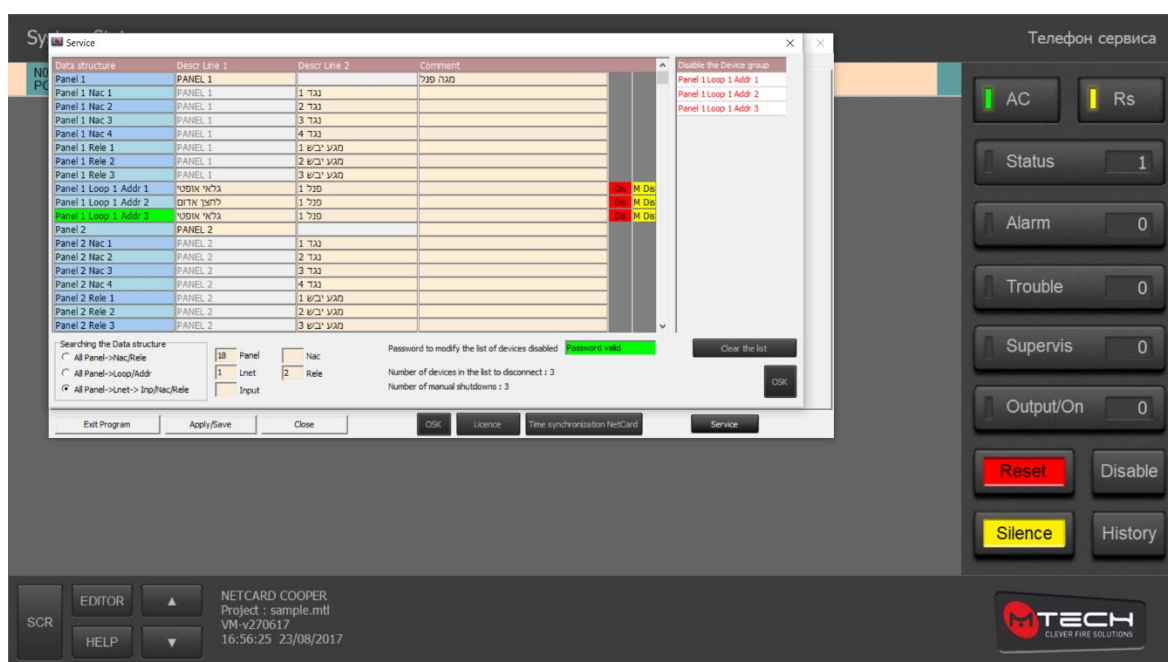 Sy
Телефон сервиса
Service
Data structure Descr Line 1 Descr Line 2 Comment Disable the Device group
Panel 1 PANEL 1 מגה פנל Panel 1 Loop 1 Addr 1
Panel 1 Nac 1 PANEL 1 נגד 1 Panel 1 Loop 1 Addr 2
Panel 1 Nac 2 PANEL 1 נגד 2 Panel 1 Loop 1 Addr 3
Panel 1 Nac 3 PANEL 1 נגד 3
Panel 1 Nac 4 PANEL 1 נגד 4
Panel 1 Rele 1 PANEL 1 מגע יבש 1
Panel 1 Rele 2 PANEL 1 מגע יבש 2
Panel 1 Rele 3 PANEL 1 מגע יבש 3
Panel 1 Loop 1 Addr 1 גלאי אופטי פנל 1 Dis M Dis
Panel 1 Loop 1 Addr 2 לחצן אדום פנל 1 Dis M Dis
Panel 1 Loop 1 Addr 3 גלאי אופטי פנל 1 Dis M Dis
Panel 2 PANEL 2
Panel 2 Nac 1 PANEL 2 נגד 1
Panel 2 Nac 2 PANEL 2 נגד 2
Panel 2 Nac 3 PANEL 2 נגד 3
Panel 2 Nac 4 PANEL 2 נגד 4
Panel 2 Rele 1 PANEL 2 מגע יבש 1
Panel 2 Rele 2 PANEL 2 מגע יבש 2
Panel 2 Rele 3 PANEL 2 מגע יבש 3
Searching the Data structure
All Panel->Nac/Rele
All Panel->Loop/Addr
All Panel->Lnet-> Inp/Nac/Rele
18 Panel Nac
1 Lnet 2 Rele
Input
Password to modify the list of devices disabled Password valid
Number of devices in the list to disconnect : 3
Number of manual shutdowns : 3
Clear the list
OSK
Exit Program Apply/Save Close OSK Licence Time synchronization NetCard Service
AC Rs
Status 1
Alarm 0
Trouble 0
Supervis 0
Output/On 0
Reset Disable
Silence History
SCR EDITOR HELP
NETCARD COOPER
Project : sample.mtl
VM-v270617
16:56:25 23/08/2017
MTECH
CLEVER FIRE SOLUTIONS